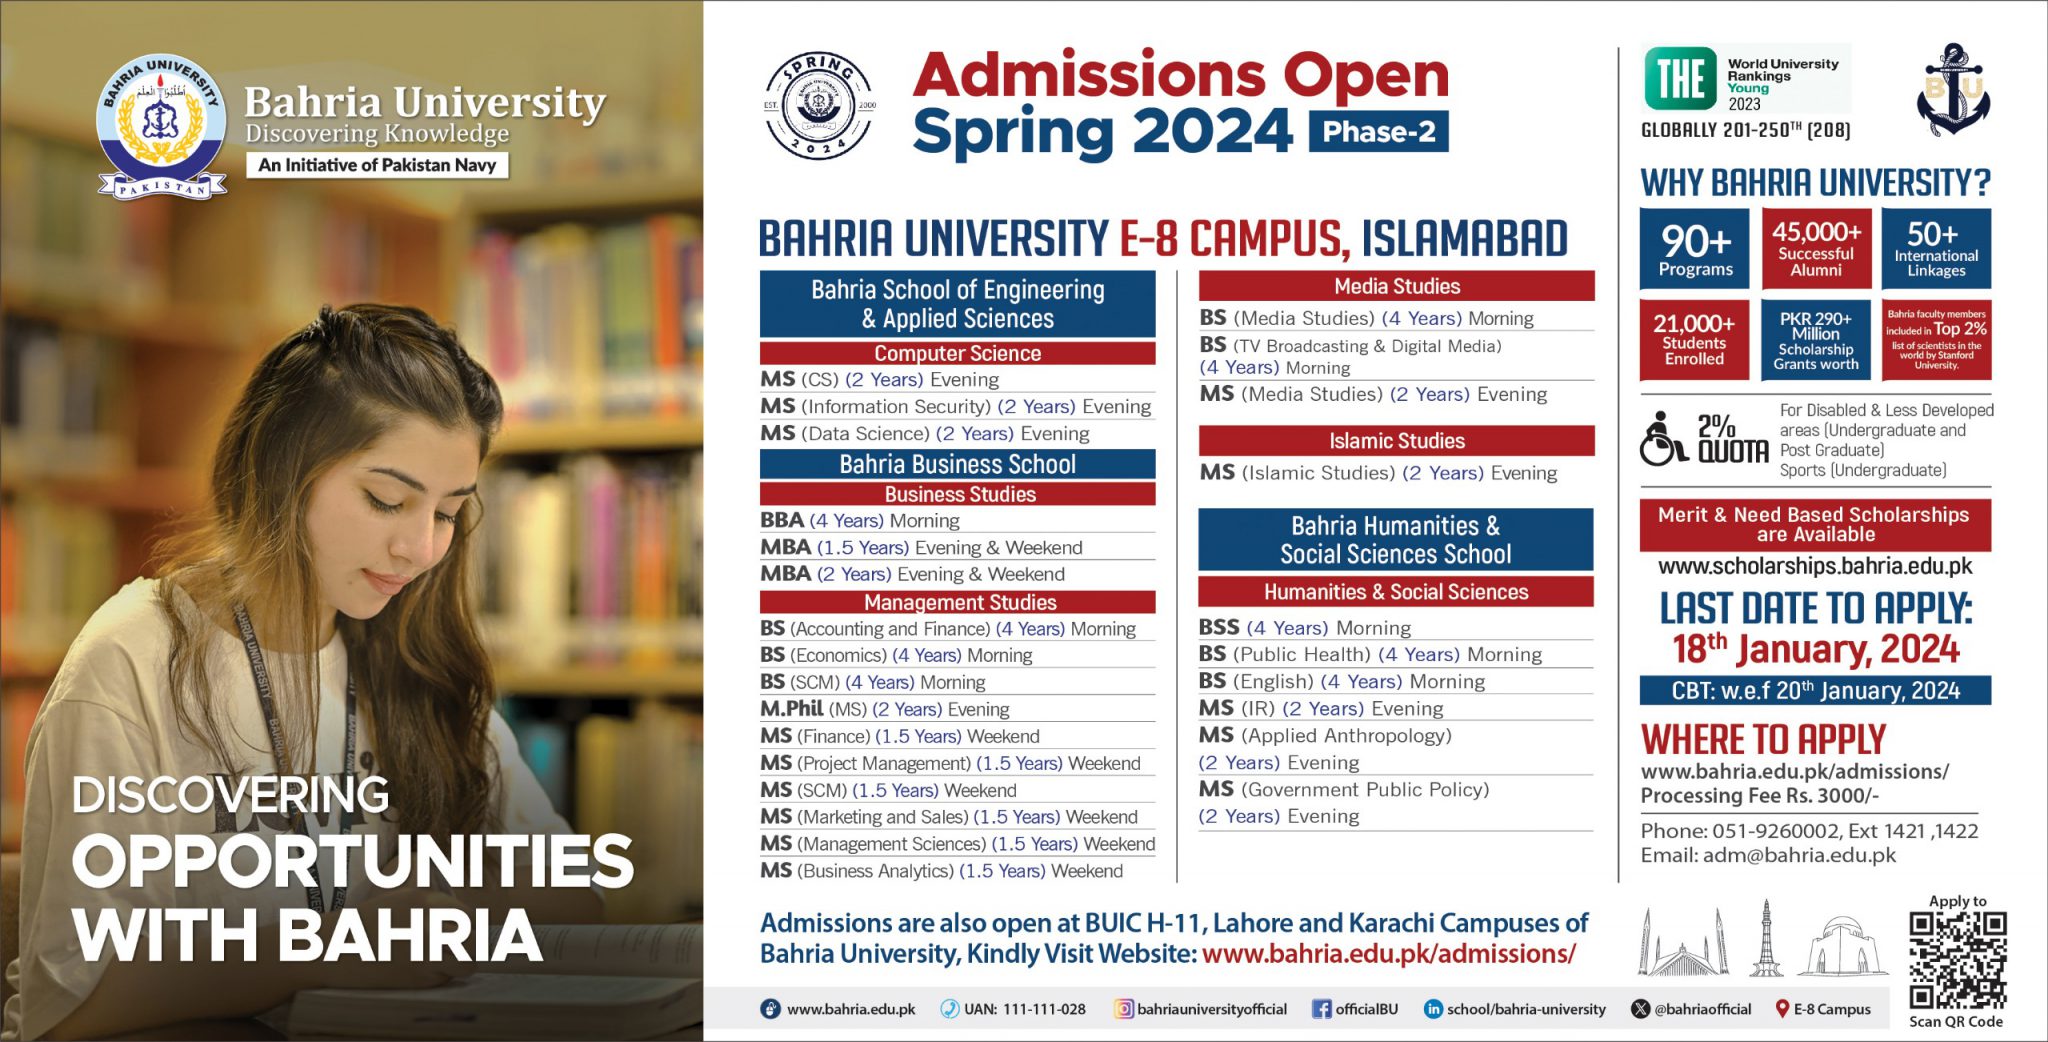 BAHRIA UNIVERSITY
اُطْلُبُوا الْعِلْمَ
PAKISTAN
Bahria University
Discovering Knowledge
An Initiative of Pakistan Navy
BAHRIA UNIVERSITY
DISCOVERING
OPPORTUNITIES
WITH BAHRIA
SPRING
EST. 2000
2024
Admissions Open
Spring 2024 Phase-2
BAHRIA UNIVERSITY E-8 CAMPUS, ISLAMABAD
Bahria School of Engineering
& Applied Sciences
Computer Science
MS (CS) (2 Years) Evening
MS (Information Security) (2 Years) Evening
MS (Data Science) (2 Years) Evening
Bahria Business School
Business Studies
BBA (4 Years) Morning
MBA (1.5 Years) Evening & Weekend
MBA (2 Years) Evening & Weekend
Management Studies
BS (Accounting and Finance) (4 Years) Morning
BS (Economics) (4 Years) Morning
BS (SCM) (4 Years) Morning
M.Phil (MS) (2 Years) Evening
MS (Finance) (1.5 Years) Weekend
MS (Project Management) (1.5 Years) Weekend
MS (SCM) (1.5 Years) Weekend
MS (Marketing and Sales) (1.5 Years) Weekend
MS (Management Sciences) (1.5 Years) Weekend
MS (Business Analytics) (1.5 Years) Weekend
Media Studies
BS (Media Studies) (4 Years) Morning
BS (TV Broadcasting & Digital Media)
(4 Years) Morning
MS (Media Studies) (2 Years) Evening
Islamic Studies
MS (Islamic Studies) (2 Years) Evening
Bahria Humanities &
Social Sciences School
Humanities & Social Sciences
BSS (4 Years) Morning
BS (Public Health) (4 Years) Morning
BS (English) (4 Years) Morning
MS (IR) (2 Years) Evening
MS (Applied Anthropology)
(2 Years) Evening
MS (Government Public Policy)
(2 Years) Evening
Admissions are also open at BUIC H-11, Lahore and Karachi Campuses of
Bahria University, Kindly Visit Website: www.bahria.edu.pk/admissions/
THE
World University
Rankings
Young
2023
GLOBALLY 201-250TH (208)
BU
WHY BAHRIA UNIVERSITY?
90+
Programs
45,000+
Successful
Alumni
50+
International
Linkages
21,000+
Students
Enrolled
PKR 290+
Million
Scholarship
Grants worth
Bahria faculty members
included in Top 2%
list of scientists in the
world by Stanford
University.
2%
QUOTA
For Disabled & Less Developed
areas (Undergraduate and
Post Graduate)
Sports (Undergraduate)
Merit & Need Based Scholarships
are Available
www.scholarships.bahria.edu.pk
LAST DATE TO APPLY:
18th January, 2024
CBT: w.e.f 20th January, 2024
WHERE TO APPLY
www.bahria.edu.pk/admissions/
Processing Fee Rs. 3000/-
Phone: 051-9260002, Ext 1421 ,1422
Email: adm@bahria.edu.pk
Apply to
Scan QR Code
www.bahria.edu.pk UAN: 111-111-028 bahriauniversityofficial officialBU school/bahria-university @bahriaofficial E-8 Campus